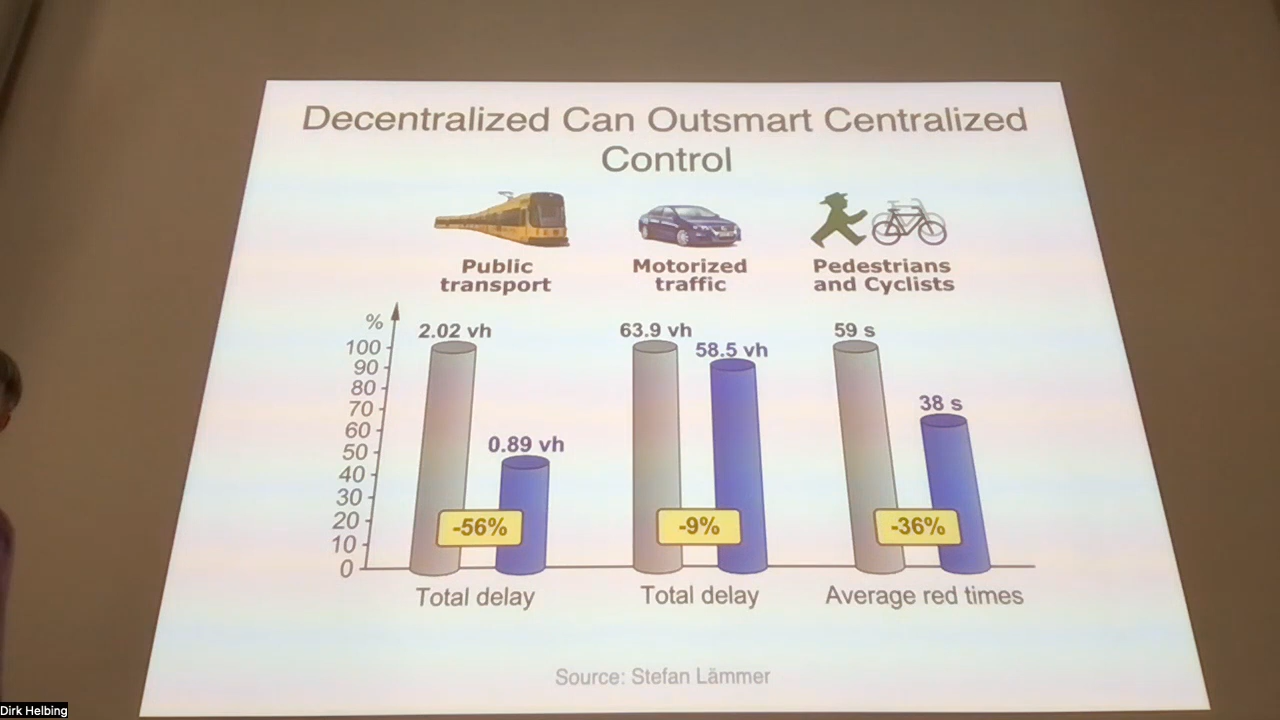 Decentralized Can Outsmart Centralized
Control
Public
transport
Motorized
traffic
Pedestrians
and Cyclists
%
100
90
80
70
60
50
40
30
20
10
0
2.02 vh
0.89 vh
-56%
63.9 vh
58.5 vh
-9%
59 s
38 s
-36%
Total delay
Total delay
Average red times
Source: Stefan Lämmer
Dirk Helbing